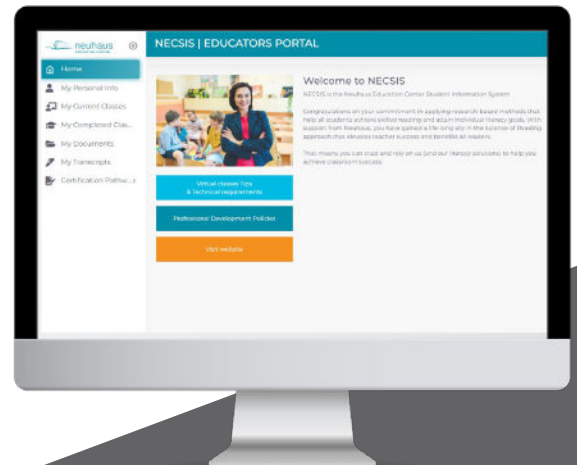 neuhaus
NECSIS | EDUCATORS PORTAL
Home
My Personal Info
My Current Classes
My Completed Clas...
My Documents
My Transcripts
Certification Pathw...s
Welcome to NECSIS
NECSIS is the Neuhaus Education Center Student Information System
Congratulations on your commitment in applying research-based methods that
help all students achieve skilled reading and attain individual literacy goals. With
support from Neuhaus, you have gained a life-long ally in the science of Reading
approach that elevates teacher success and benefits all readers.
That means you can trust and rely on us (and our literacy solutions) to help you
achieve classroom success.
Virtual classes Tips
& Technical requirements
Professional Development Policies
Visit website